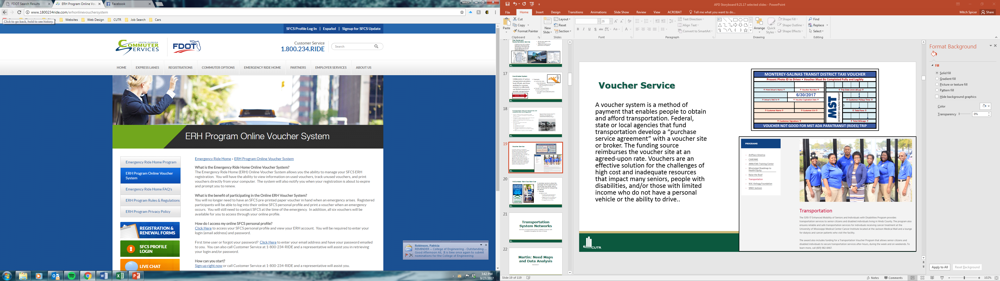 FDOT Search Results
ERH Program Online Vou
Facebook
Mitch
www.1800234ride.com/erhonlinevouchersystem
Click to go back, hold to see history
Websites
Web Design
CUTR
Job Search
Cars
SFCS Profile Log In | Español | Signup for SFCS Update
SOUTH FLORIDA
COMMUTER
SERVICES
FDOT
Customer Service
1.800.234.RIDE
Search
HOME
EXPRESS LANES
REGISTRATIONS
COMMUTER OPTIONS
EMERGENCY RIDE HOME
PARTNERS
EMPLOYER SERVICES
ABOUT US
ERH Program Online Voucher System
Emergency Ride Home Program
ERH Program Online Voucher
System
Emergency Ride Home FAQ's
ERH Program Rules & Regulations
ERH Program Privacy Policy
REGISTRATION &
RENEWAL FORMS
SFCS PROFILE
LOGIN
LIVE CHAT
Emergency Ride Home » ERH Program Online Voucher System
What is the Emergency Ride Home Online Voucher System?
The Emergency Ride Home (ERH) Online Voucher System allows you the ability to manage your SFCS ERH
registration. You will have the ability to view information on used vouchers, track unused vouchers, and print
vouchers directly from your computer. The system will also notify you when your registration is about to expire
and prompt you to renew.
What is the benefit of participating in the Online ERH Voucher System?
You will no longer need to have an SFCS pre-printed paper voucher in hand when an emergency arises. Registered
participants will be able to log into their online SFCS personal profile and print a voucher when an emergency
occurs. You will still need to contact SFCS at the time of the emergency. In addition, all six vouchers will be
available for you to access through your online profile.
How do I access my online SFCS personal profile?
Click Here to access your SFCS personal profile and view your ERH account. You will be required to enter your
login (email address) and password.
First time user or forgot your password? Click Here to enter your email address and have your password emailed
to you. You can also call Customer Service at 1-800-234-RIDE and a representative will assist you in retrieving
your login and/or password.
How can you start?
Sign up right now or call Customer Service at 1-800-234-RIDE and a representative will assist you.
Robinson, Patricia
REMINDER -- College of Engineering - Outstanding ...
Good Afternoon All, It is time once again to submit
nominations for the College of Engineering
3:42 PM
9/27/2017
APD Storyboard 9.21.17 selected slides - PowerPoint
File
Home
Insert
Design
Transitions
Animations
Slide Show
Review
View
ACROBAT
Tell me what you want to do...
Mitch Spicer
Share
Paste
Cut
Copy
Format Painter
Clipboard
New
Slide
Layout
Reset
Section
Slides
26
Font
Text Direction
Align Text
Convert to SmartArt
Paragraph
Arrange
Quick
Styles
Shape Fill
Shape Outline
Shape Effects
Drawing
Find
Replace
Select
Editing
Flex Route and
Route Deviation Service
17
Coordinated System
18
19
Voucher Service
20
Volunteer Service
21
Transportation
System Networks
22
Martin: Need Maps
and Data Analysis
Voucher Service
A voucher system is a method of
payment that enables people to obtain
and afford transportation. Federal,
state or local agencies that fund
transportation develop a “purchase
service agreement” with a voucher site
or broker. The funding source
reimburses the voucher site at an
agreed-upon rate. Vouchers are an
effective solution for the challenges of
high cost and inadequate resources
that impact many seniors, people with
disabilities, and/or those with limited
income who do not have a personal
vehicle or the ability to drive..
CUTR
MONTEREY-SALINAS TRANSIT DISTRICT TAXI VOUCHER
Present Photo ID to Driver • Voucher Must Be Completed Fully and Legibly
↑ Print Driver's Name ↑
↑ Voucher Number ↑
↑ Trip Date (mm dd yy) ↑
6/30/2017
↑ Driver's TACT # ↑
↑ Voucher Expiration Date ↑
↑ Customer Pickup Time ↑
MST
MONTEREY-SALINAS TRANSIT
$
↑ Customer Name ↑
↑ Customer ID # ↑
↑ Total Fare ↑
↑ Customer Signature ↑
↑ Total Mileage ↑
VOUCHER NOT GOOD FOR MST ADA PARATRANSIT (RIDES) TRIP
PROGRAMS
ArtPlace America
CARE4ME
JMM/CNA Training Center
Mississippi Roadmap to
Health Equity
Raise the Roof
Transportation
W.K. Kellogg Foundation
SING! Jackson
Transportation
The 5310-17 Enhanced Mobility of Seniors and Individuals with Disabilities Program provides
transportation services to senior citizens and disabled individuals living in Hinds County. The program also
ensures reliable and safe transportation services for individuals receiving cancer treatment at the
University of Mississippi Medical Center Cancer Institute located at the Jackson Medical Mall and a lounge
for dialysis and cancer patients who visit the facility.
The award also includes funding for a Transportation Voucher Program that allows senior citizens and
disabled individuals to secure transportation services after-hours, during the week and on weekends. To
learn more, call (601) 982-8467.
Format Background
Fill
Solid fill
Gradient fill
Picture or texture fill
Pattern fill
Hide background graphics
Color
Transparency
0%
Apply to All
Reset Background
Slide 19 of 119
Notes
Comments
102%